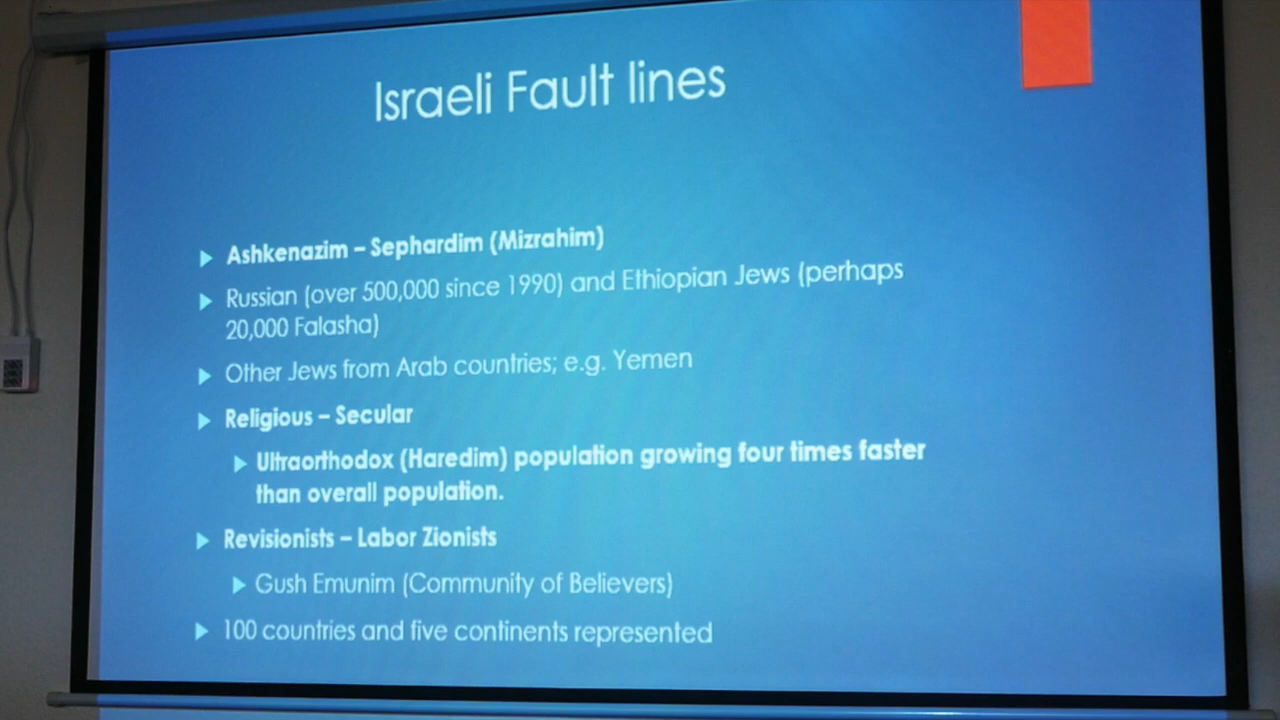 Israeli Fault lines
Ashkenazim – Sephardim (Mizrahim)
Russian (over 500,000 since 1990) and Ethiopian Jews (perhaps
20,000 Falasha)
Other Jews from Arab countries; e.g. Yemen
Religious – Secular
Ultraorthodox (Haredim) population growing four times faster
than overall population.
Revisionists – Labor Zionists
Gush Emunim (Community of Believers)
100 countries and five continents represented